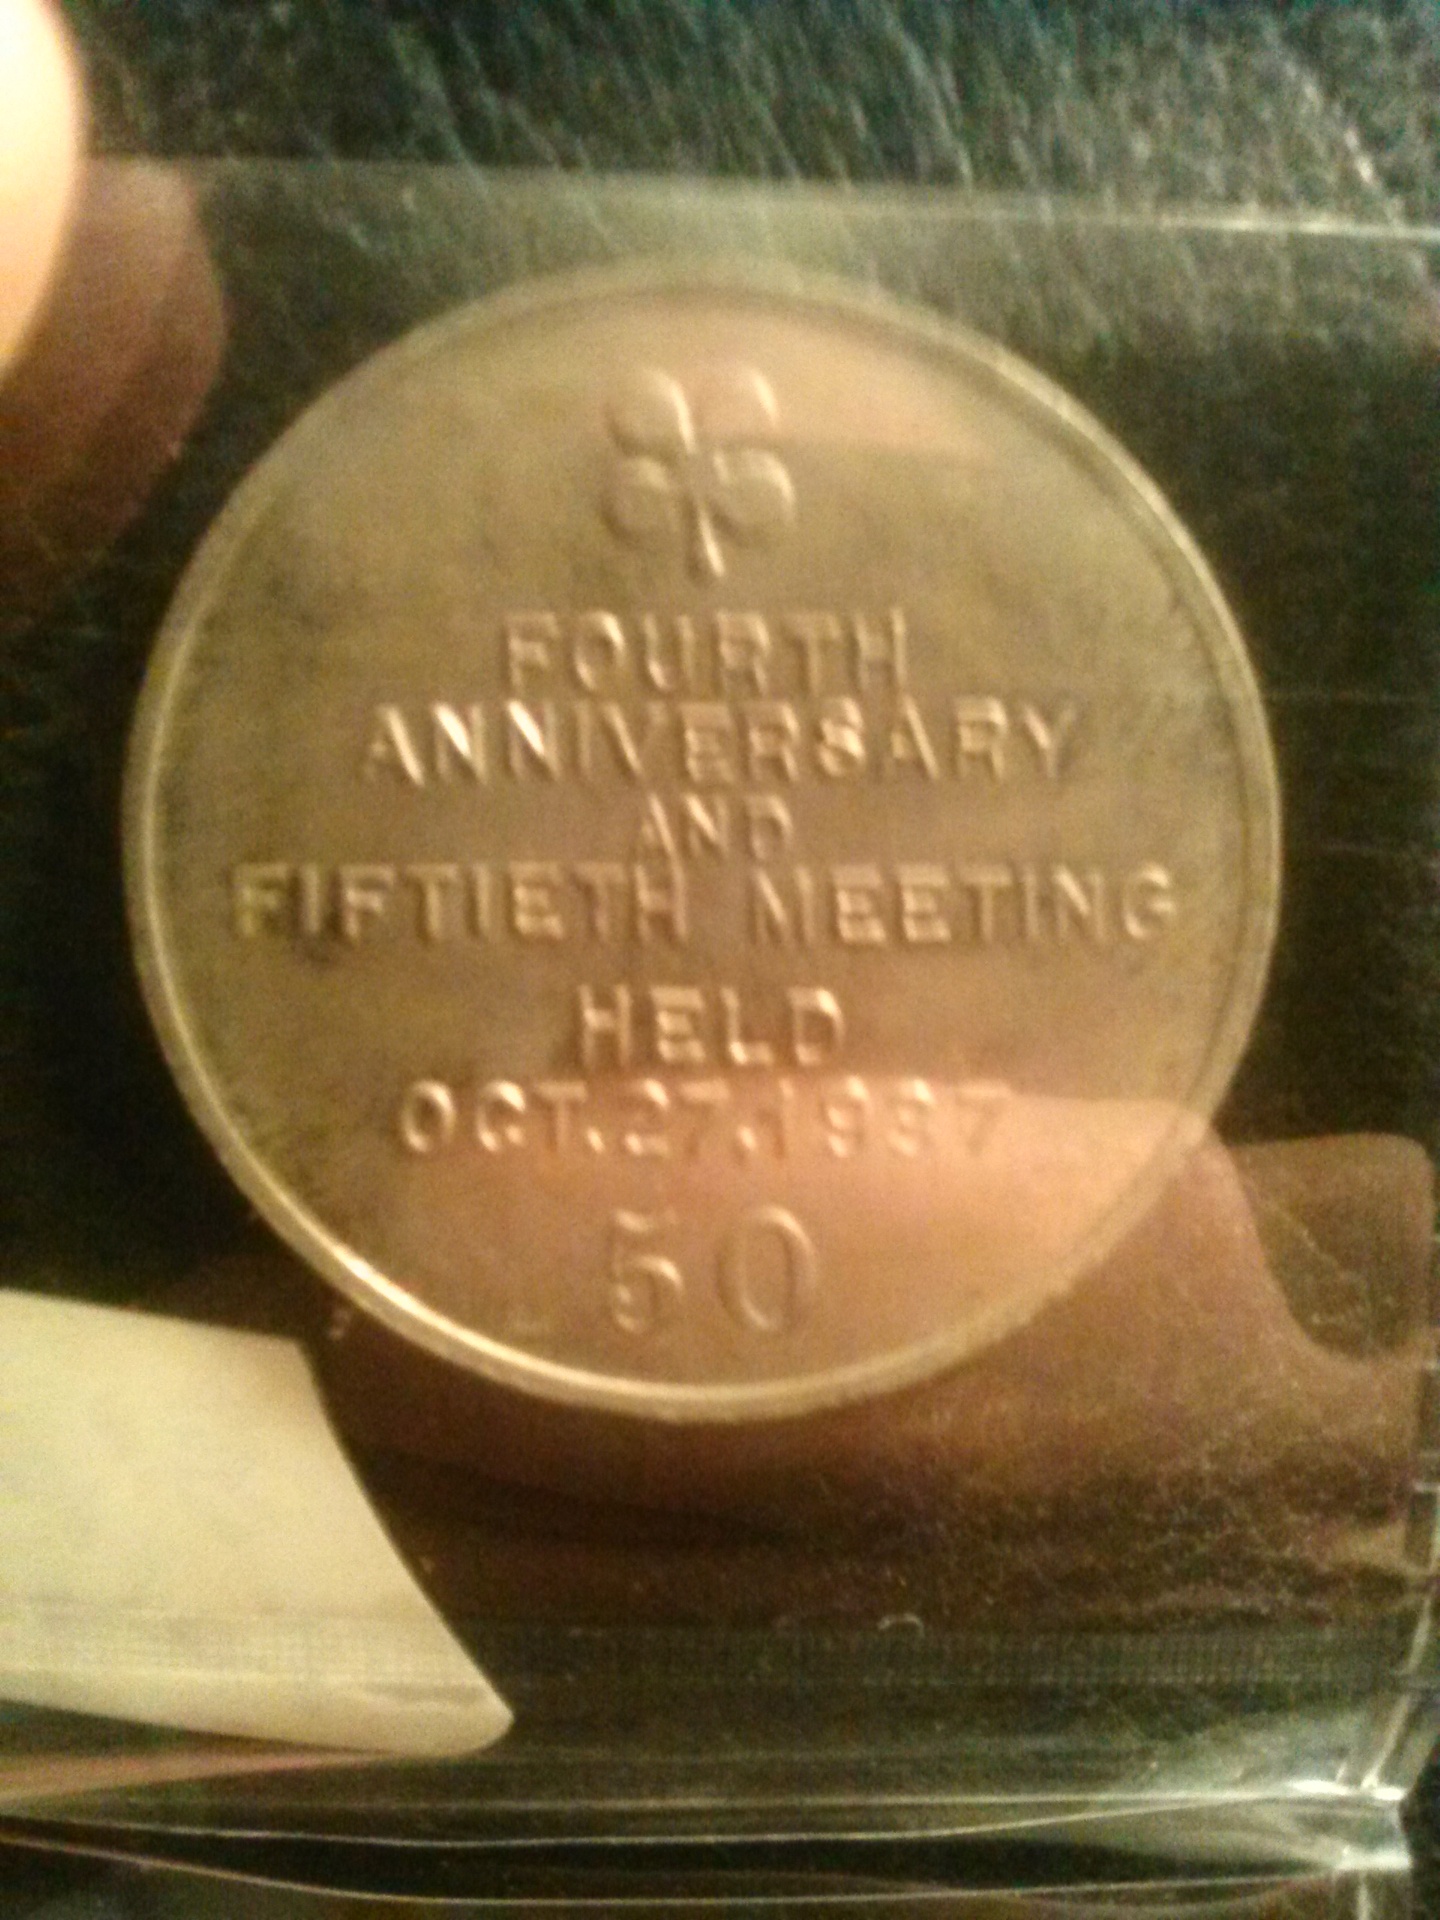 FOURTH
ANNIVERSARY
AND
FIFTIETH MEETING
HELD
OCT.27.1937
50